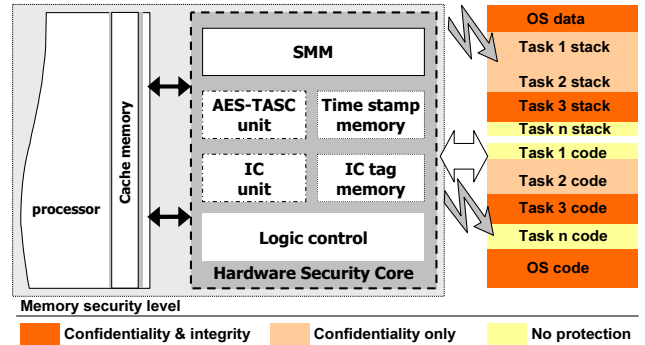 processor
Cache memory
SMM
AES-TASC
unit
Time stamp
memory
IC
unit
IC tag
memory
Logic control
Hardware Security Core
OS data
Task 1 stack
Task 2 stack
Task 3 stack
Task n stack
Task 1 code
Task 2 code
Task 3 code
Task n code
OS code
Memory security level
Confidentiality & integrity
Confidentiality only
No protection